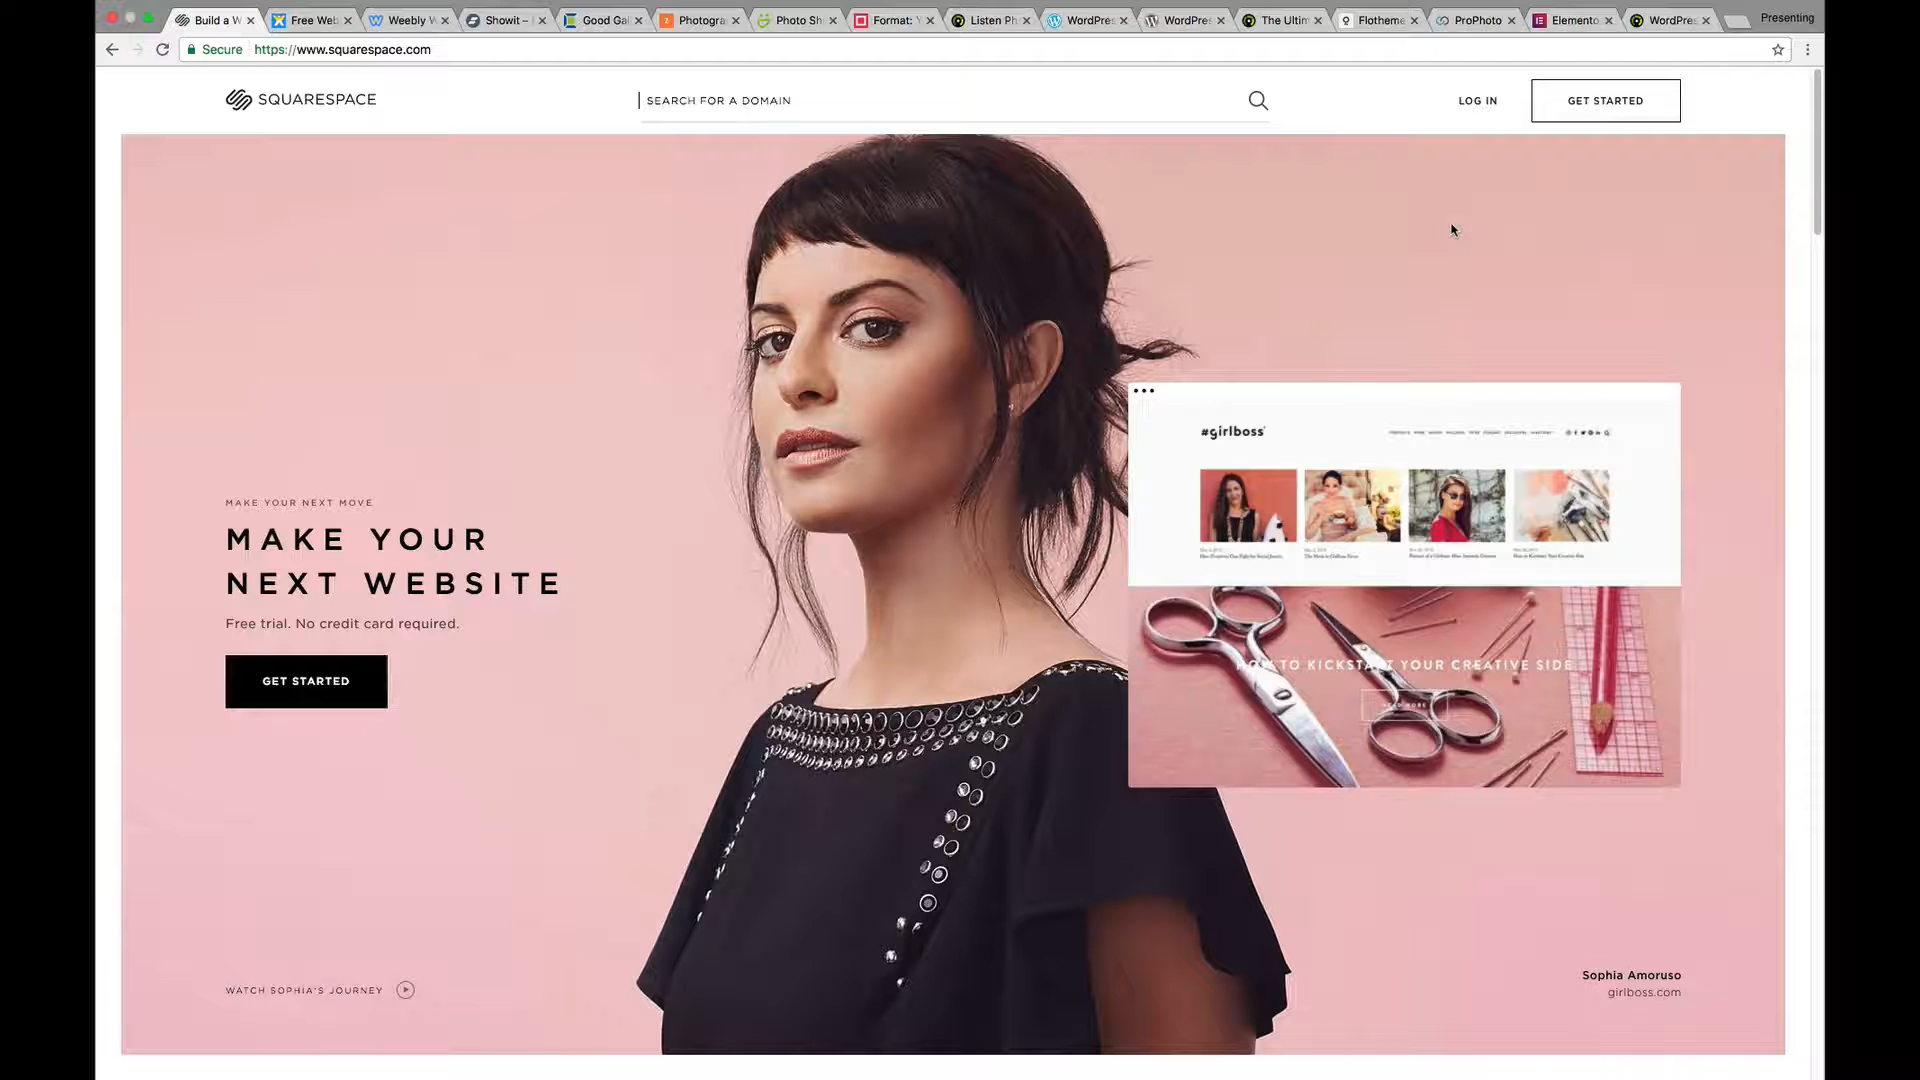 Build a W
Free Web
Weebly W
Showit –
Good Gal
Photogra
Photo Sh
Format: Y
Listen Ph
WordPres
WordPres
The Ultim
Flotheme
ProPhoto
Elemento
WordPres
Presenting
Secure https://www.squarespace.com
SQUARESPACE
SEARCH FOR A DOMAIN
LOG IN
GET STARTED
#girlboss
MAKE YOUR NEXT MOVE
MAKE YOUR
NEXT WEBSITE
Free trial. No credit card required.
GET STARTED
HOW TO KICKSTART YOUR CREATIVE SIDE
READ MORE
WATCH SOPHIA'S JOURNEY
Sophia Amoruso
girlboss.com